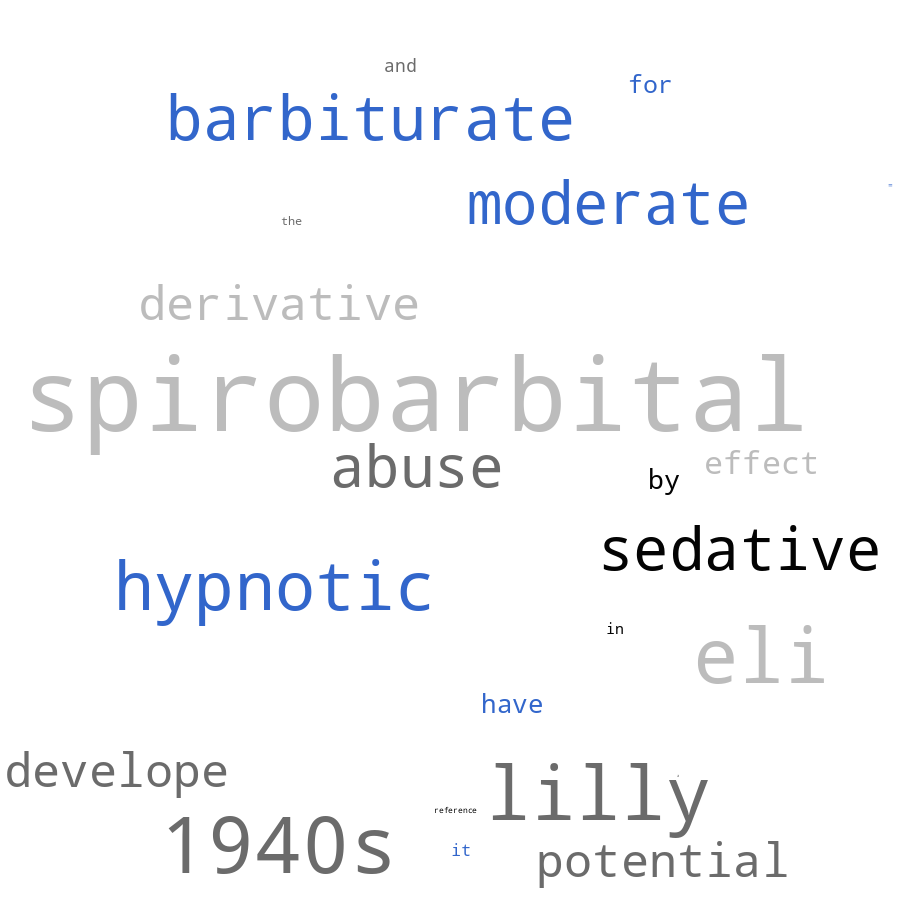 and
for
barbiturate
moderate
the
derivative
spirobarbital
abuse
effect
by
sedative
hypnotic
in
eli
have
develope
lilly
reference
1940s
it
potential